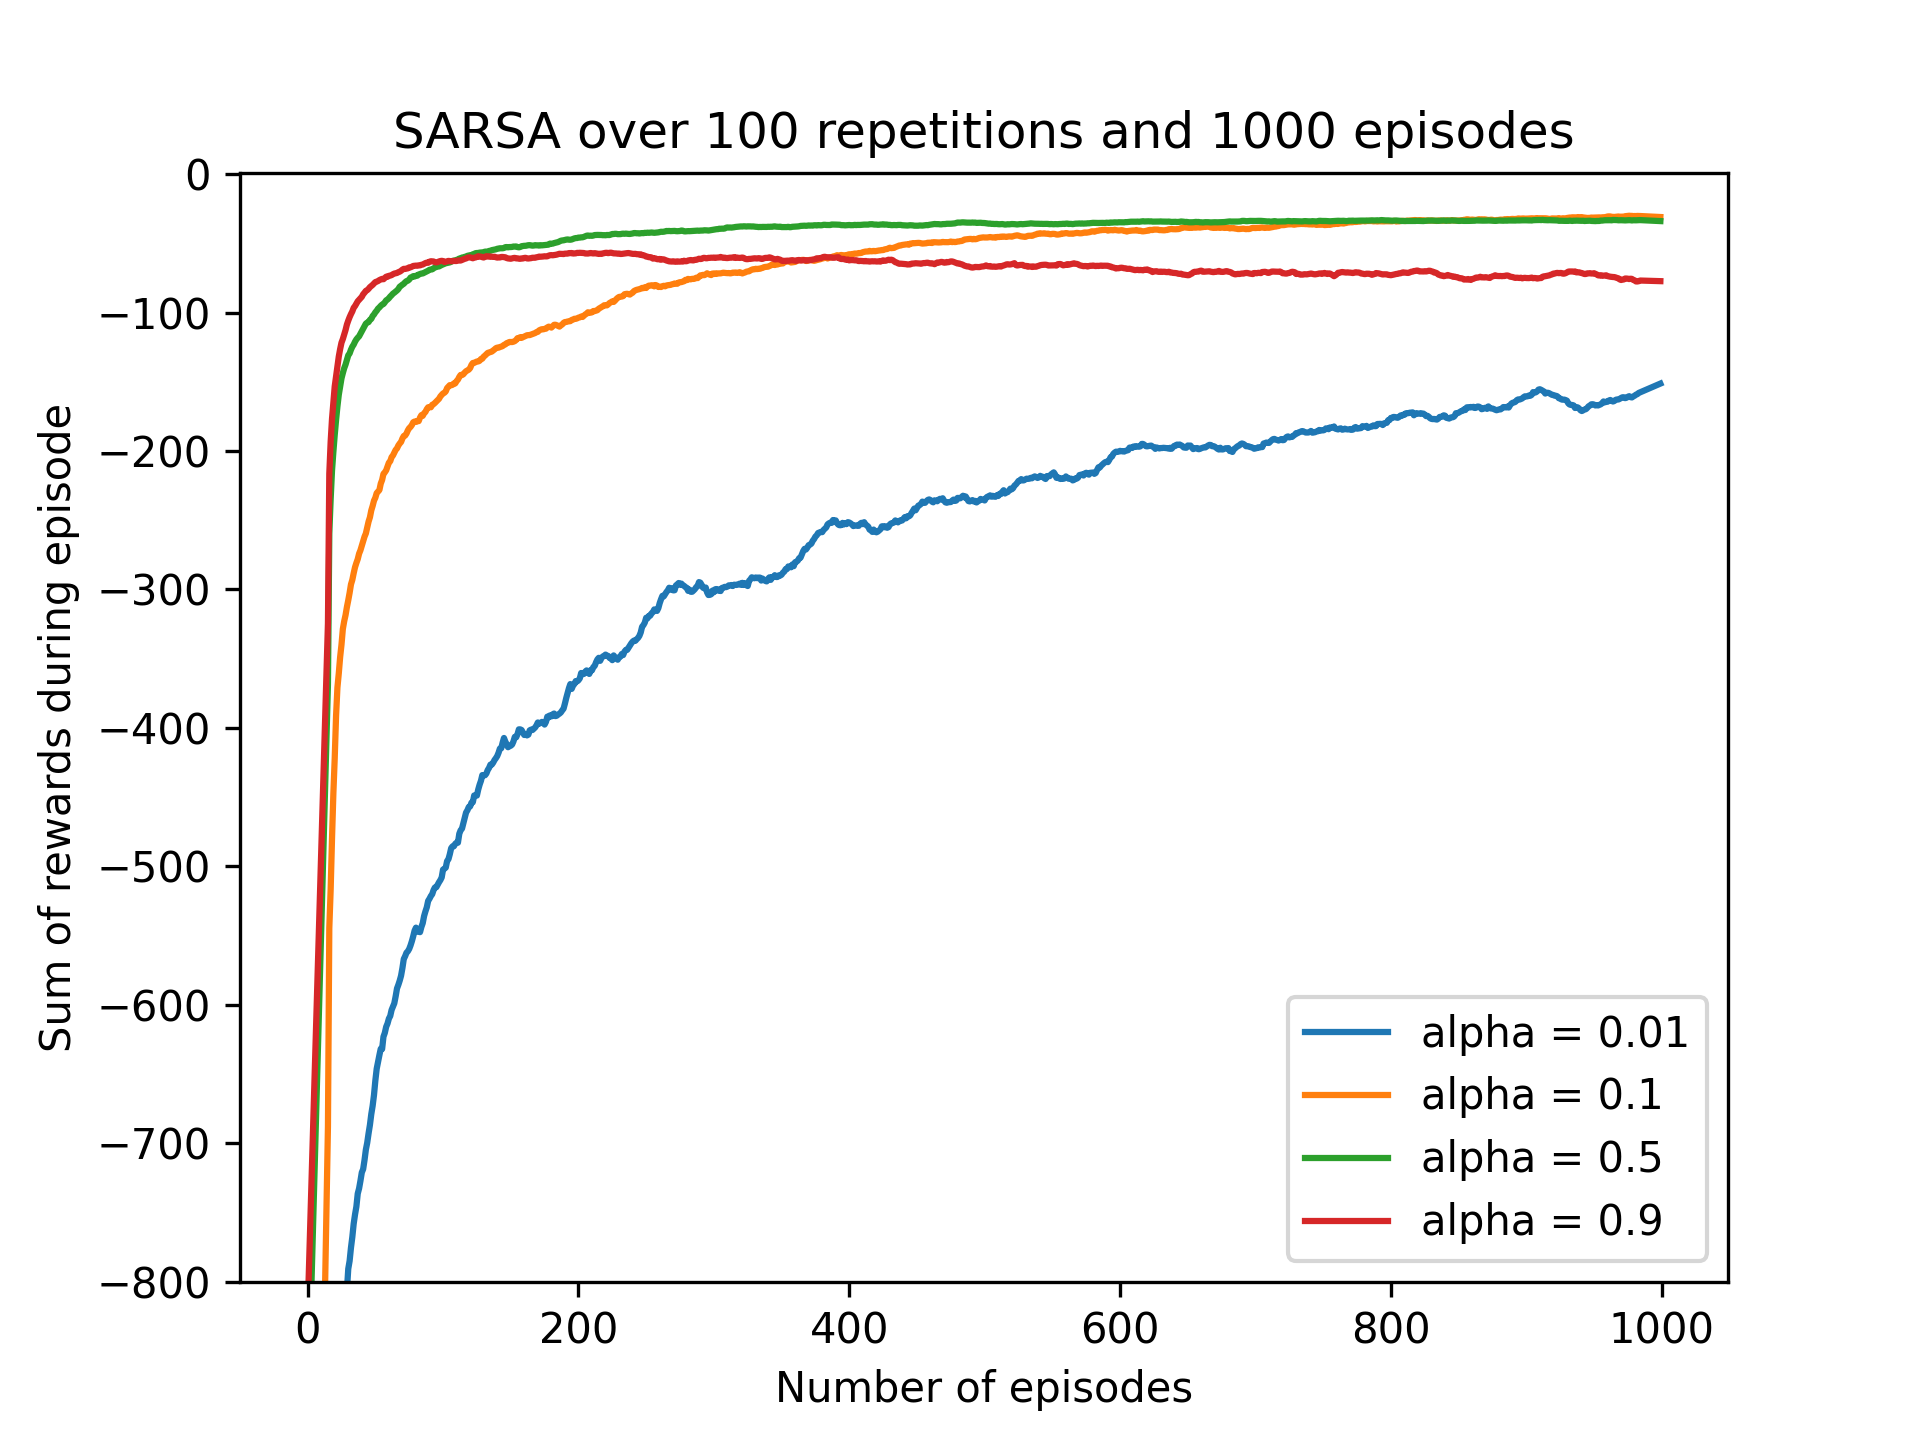 SARSA over 100 repetitions and 1000 episodes
0
−100
−200
−300
−400
−500
−600
−700
−800
Sum of rewards during episode
alpha = 0.01
alpha = 0.1
alpha = 0.5
alpha = 0.9
0 200 400 600 800 1000
Number of episodes